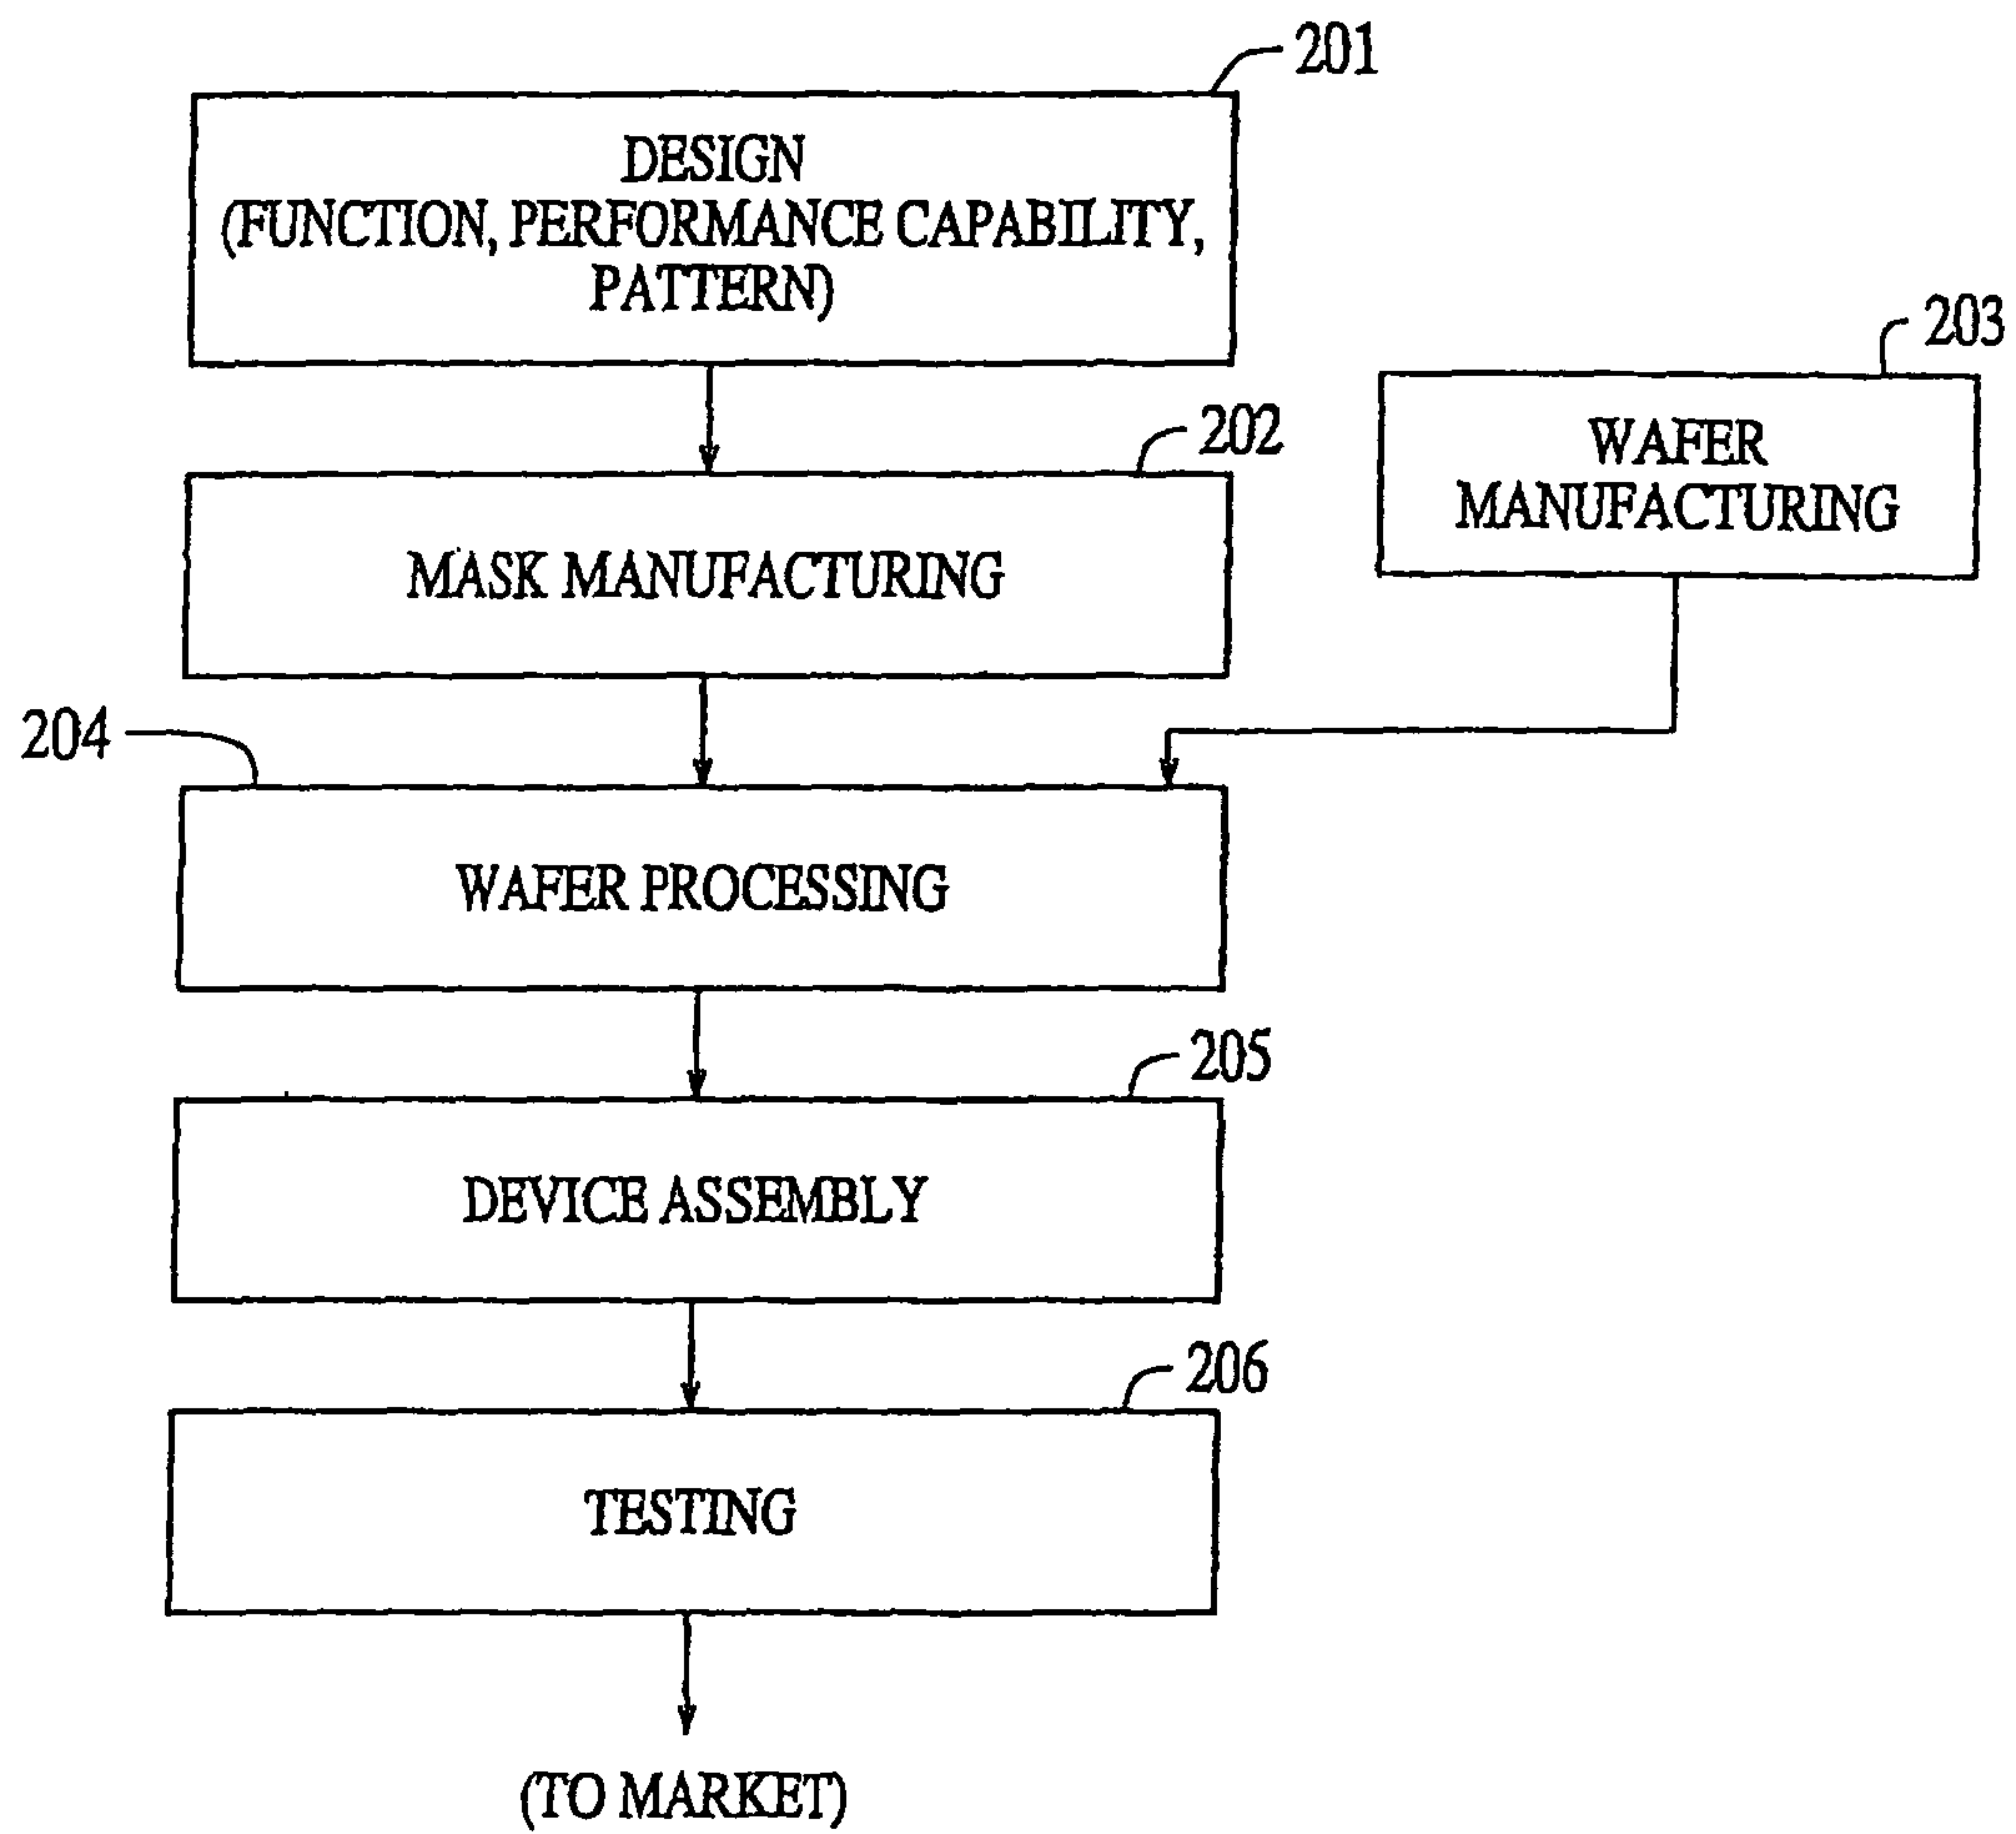 201
DESIGN
(FUNCTION, PERFORMANCE CAPABILITY,
PATTERN)
203
WAFER
MANUFACTURING
202
MASK MANUFACTURING
204
WAFER PROCESSING
205
DEVICE ASSEMBLY
206
TESTING
(TO MARKET)